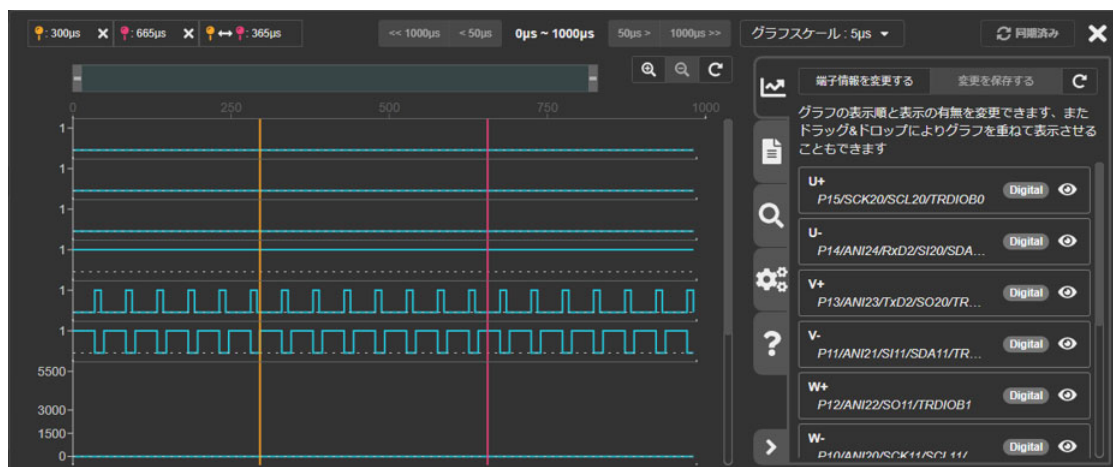 : 300μs ✕ : 665μs ✕ ↔ : 365μs
<< 1000μs < 50μs 0μs ~ 1000μs 50μs > 1000μs >>
グラフスケール : 5μs
同期済み
0 250 500 750 1000
1
1
1
1
1
1
5500
3000
1500
0
端子情報を変更する 変更を保存する
グラフの表示順と表示の有無を変更できます、また
ドラッグ&ドロップによりグラフを重ねて表示させる
こともできます
U+
P15/SCK20/SCL20/TRDIOB0 Digital
U-
P14/ANI24/RxD2/SI20/SDA... Digital
V+
P13/ANI23/TxD2/SO20/TR... Digital
V-
P11/ANI21/SI11/SDA11/TR... Digital
W+
P12/ANI22/SO11/TRDIOB1 Digital
W-
P10/ANI20/SCK11/SCL11/ Digital